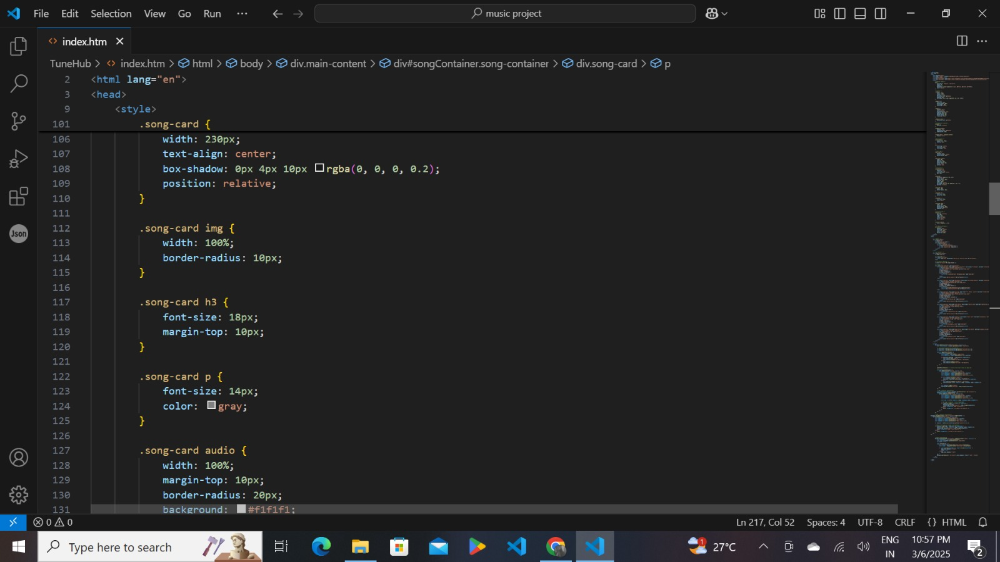 File Edit Selection View Go Run ··· music project
index.htm
TuneHub > index.htm > html > body > div.main-content > div#songContainer.song-container > div.song-card > p
2 <html lang="en">
3 <head>
9 <style>
101 .song-card {
106 width: 230px;
107 text-align: center;
108 box-shadow: 0px 4px 10px rgba(0, 0, 0, 0.2);
109 position: relative;
110 }
111
112 .song-card img {
113 width: 100%;
114 border-radius: 10px;
115 }
116
117 .song-card h3 {
118 font-size: 18px;
119 margin-top: 10px;
120 }
121
122 .song-card p {
123 font-size: 14px;
124 color: gray;
125 }
126
127 .song-card audio {
128 width: 100%;
129 margin-top: 10px;
130 border-radius: 20px;
131 background: #f1f1f1;
Json
0 0 Ln 217, Col 52 Spaces: 4 UTF-8 CRLF {} HTML
Type here to search 1 27°C ENG IN 10:57 PM 3/6/2025 2